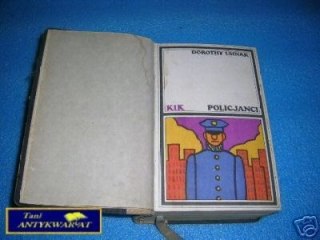 DOROTHY UHNAK
KIK POLICJANCI
Tani
ANTYKWARIAT